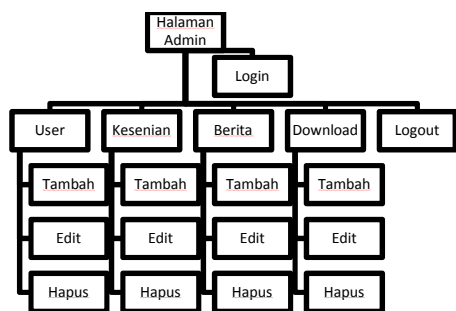 Halaman
Admin
Login
User Kesenian Berita Download Logout
Tambah Tambah Tambah Tambah
Edit Edit Edit Edit
Hapus Hapus Hapus Hapus